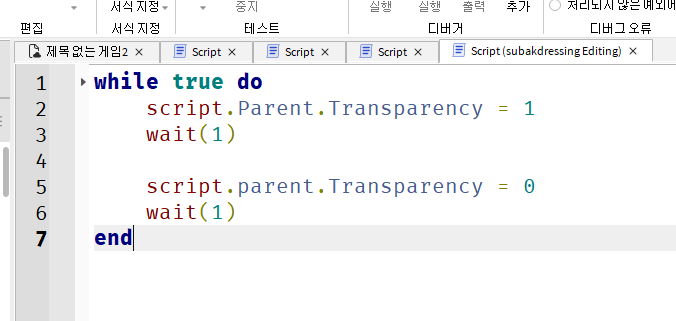 서식 지정 중지 실행 실행 출력 추가 처리되지 않은 예외에
편집 서식 지정 테스트 디버거 디버그 오류
제목 없는 게임2 × Script × Script × Script × Script (subakdressing Editing) ×
1 while true do
2 script.Parent.Transparency = 1
3 wait(1)
4
5 script.parent.Transparency = 0
6 wait(1)
7 end